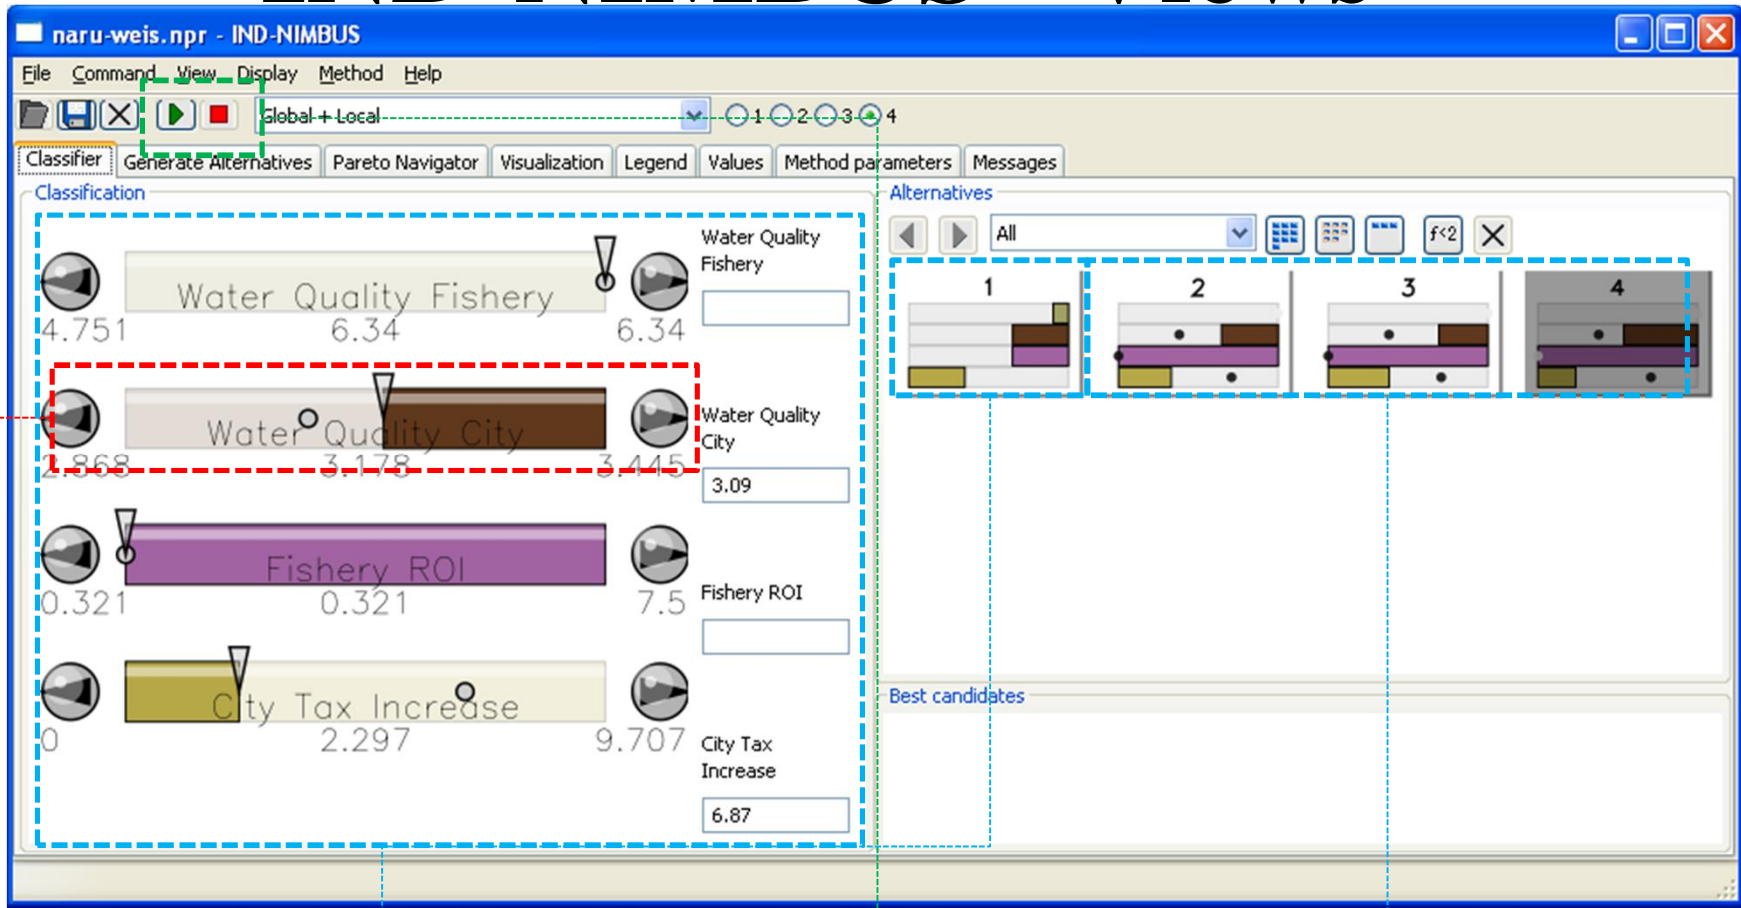 IND-NIMBUS views
naru-weis.npr - IND-NIMBUS
File Command View Display Method Help
Global + Local 1 2 3 4
Classifier Generate Alternatives Pareto Navigator Visualization Legend Values Method parameters Messages
Classification
Water Quality Fishery
4.751 6.34 6.34
Water Quality
Fishery
Water Quality City
2.868 3.178 3.445
Water Quality
City
3.09
Fishery ROI
0.321 0.321 7.5
Fishery ROI
City Tax Increase
0 2.297 9.707
City Tax
Increase
6.87
Alternatives
All f<2
1 2 3 4
Best candidates